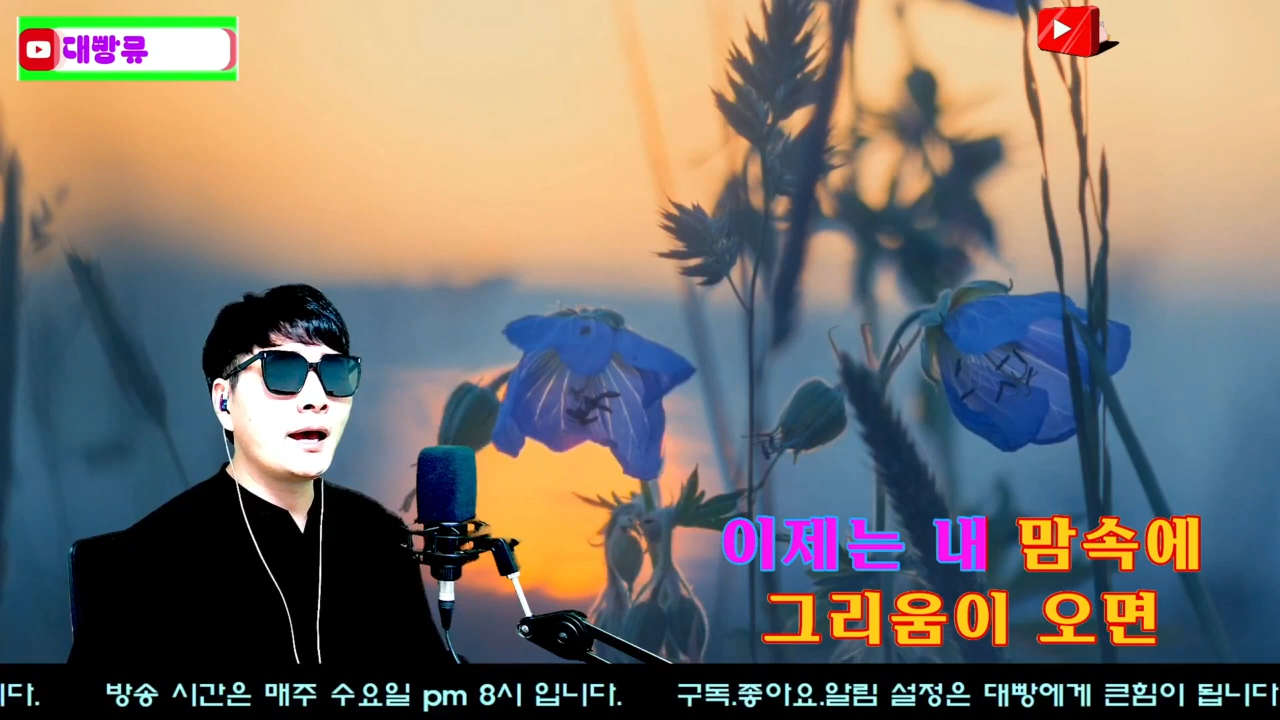 대빵류
이제는 내 맘속에
그리움이 오면
다. 방송 시간은 매주 수요일 pm 8시 입니다. 구독.좋아요.알림 설정은 대빵에게 큰힘이 됩니다